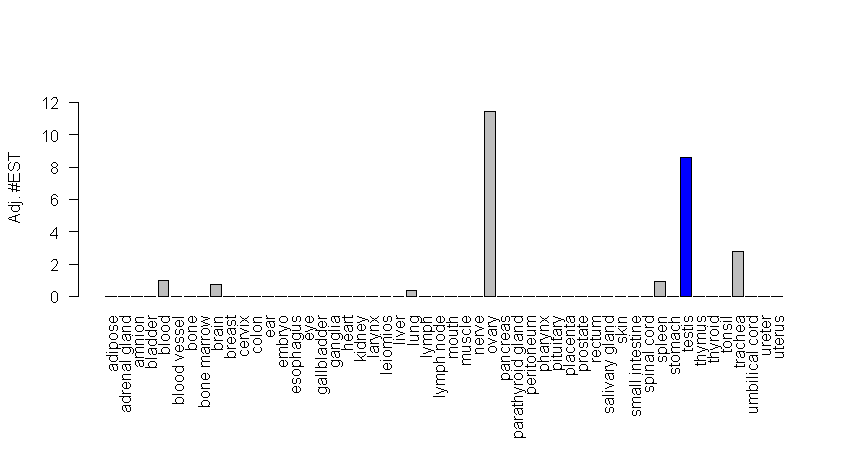 Adj. #EST
12
10
8
6
4
2
0
adipose
adrenal gland
amnion
bladder
blood
blood vessel
bone
bone marrow
brain
breast
cervix
colon
ear
embryo
esophagus
eye
gallbladder
ganglia
heart
kidney
larynx
leiomios
liver
lung
lymph
lymph node
mouth
muscle
nerve
ovary
pancreas
parathyroid gland
peritoneum
pharynx
pituitary
placenta
prostate
rectum
salivary gland
skin
small intestine
spinal cord
spleen
stomach
testis
thymus
thyroid
tonsil
trachea
umbilical cord
ureter
uterus